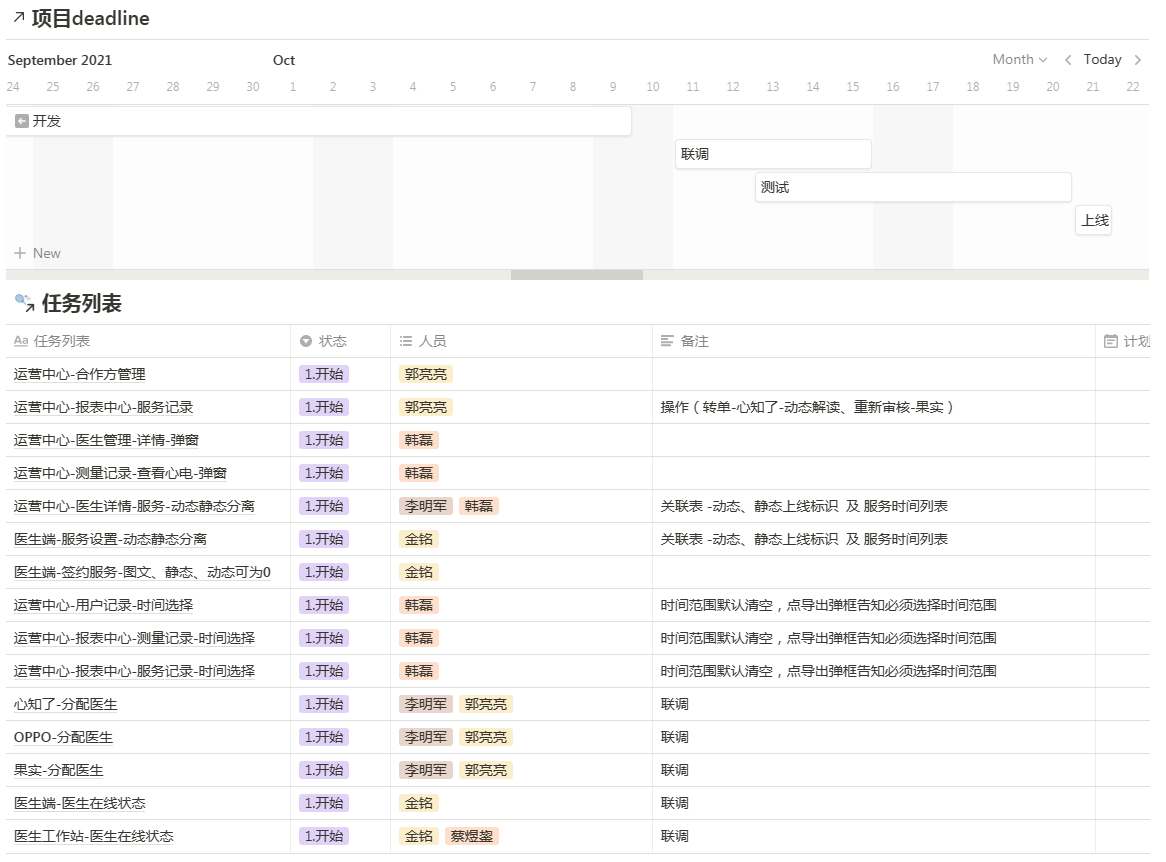 项目deadline
September 2021 Oct Month Today
24 25 26 27 28 29 30 1 2 3 4 5 6 7 8 9 10 11 12 13 14 15 16 17 18 19 20 21 22
开发
联调
测试
上线
New
任务列表
Aa 任务列表 状态 人员 备注 计划
运营中心-合作方管理 1.开始 郭亮亮
运营中心-报表中心-服务记录 1.开始 郭亮亮 操作（转单-心知了-动态解读、重新审核-果实）
运营中心-医生管理-详情-弹窗 1.开始 韩磊
运营中心-测量记录-查看心电-弹窗 1.开始 韩磊
运营中心-医生详情-服务-动态静态分离 1.开始 李明军 韩磊 关联表 -动态、静态上线标识 及 服务时间列表
医生端-服务设置-动态静态分离 1.开始 金铭 关联表 -动态、静态上线标识 及 服务时间列表
医生端-签约服务-图文、静态、动态可为0 1.开始 金铭
运营中心-用户记录-时间选择 1.开始 韩磊 时间范围默认清空，点导出弹框告知必须选择时间范围
运营中心-报表中心-测量记录-时间选择 1.开始 韩磊 时间范围默认清空，点导出弹框告知必须选择时间范围
运营中心-报表中心-服务记录-时间选择 1.开始 韩磊 时间范围默认清空，点导出弹框告知必须选择时间范围
心知了-分配医生 1.开始 李明军 郭亮亮 联调
OPPO-分配医生 1.开始 李明军 郭亮亮 联调
果实-分配医生 1.开始 李明军 郭亮亮 联调
医生端-医生在线状态 1.开始 金铭 联调
医生工作站-医生在线状态 1.开始 金铭 蔡煜鋆 联调